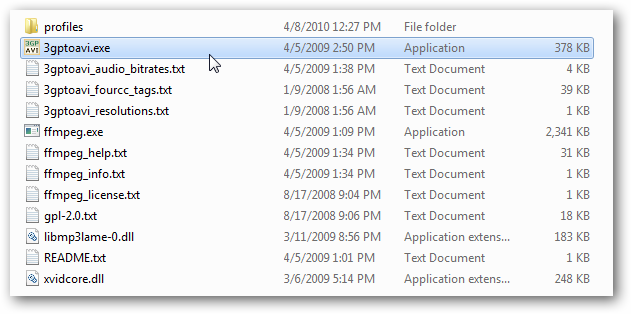 profiles 4/8/2010 12:27 PM File folder
3GP AVI 3gptoavi.exe 4/5/2009 2:50 PM Application 378 KB
3gptoavi_audio_bitrates.txt 4/5/2009 1:38 PM Text Document 4 KB
3gptoavi_fourcc_tags.txt 1/9/2008 1:56 AM Text Document 39 KB
3gptoavi_resolutions.txt 1/9/2008 1:56 AM Text Document 1 KB
ffmpeg.exe 4/5/2009 1:09 PM Application 2,341 KB
ffmpeg_help.txt 4/5/2009 1:34 PM Text Document 31 KB
ffmpeg_info.txt 4/5/2009 1:34 PM Text Document 1 KB
ffmpeg_license.txt 8/17/2008 9:04 PM Text Document 1 KB
gpl-2.0.txt 8/17/2008 9:06 PM Text Document 18 KB
libmp3lame-0.dll 3/11/2009 8:56 PM Application extens... 183 KB
README.txt 4/5/2009 1:01 PM Text Document 1 KB
xvidcore.dll 3/6/2009 5:14 PM Application extens... 248 KB